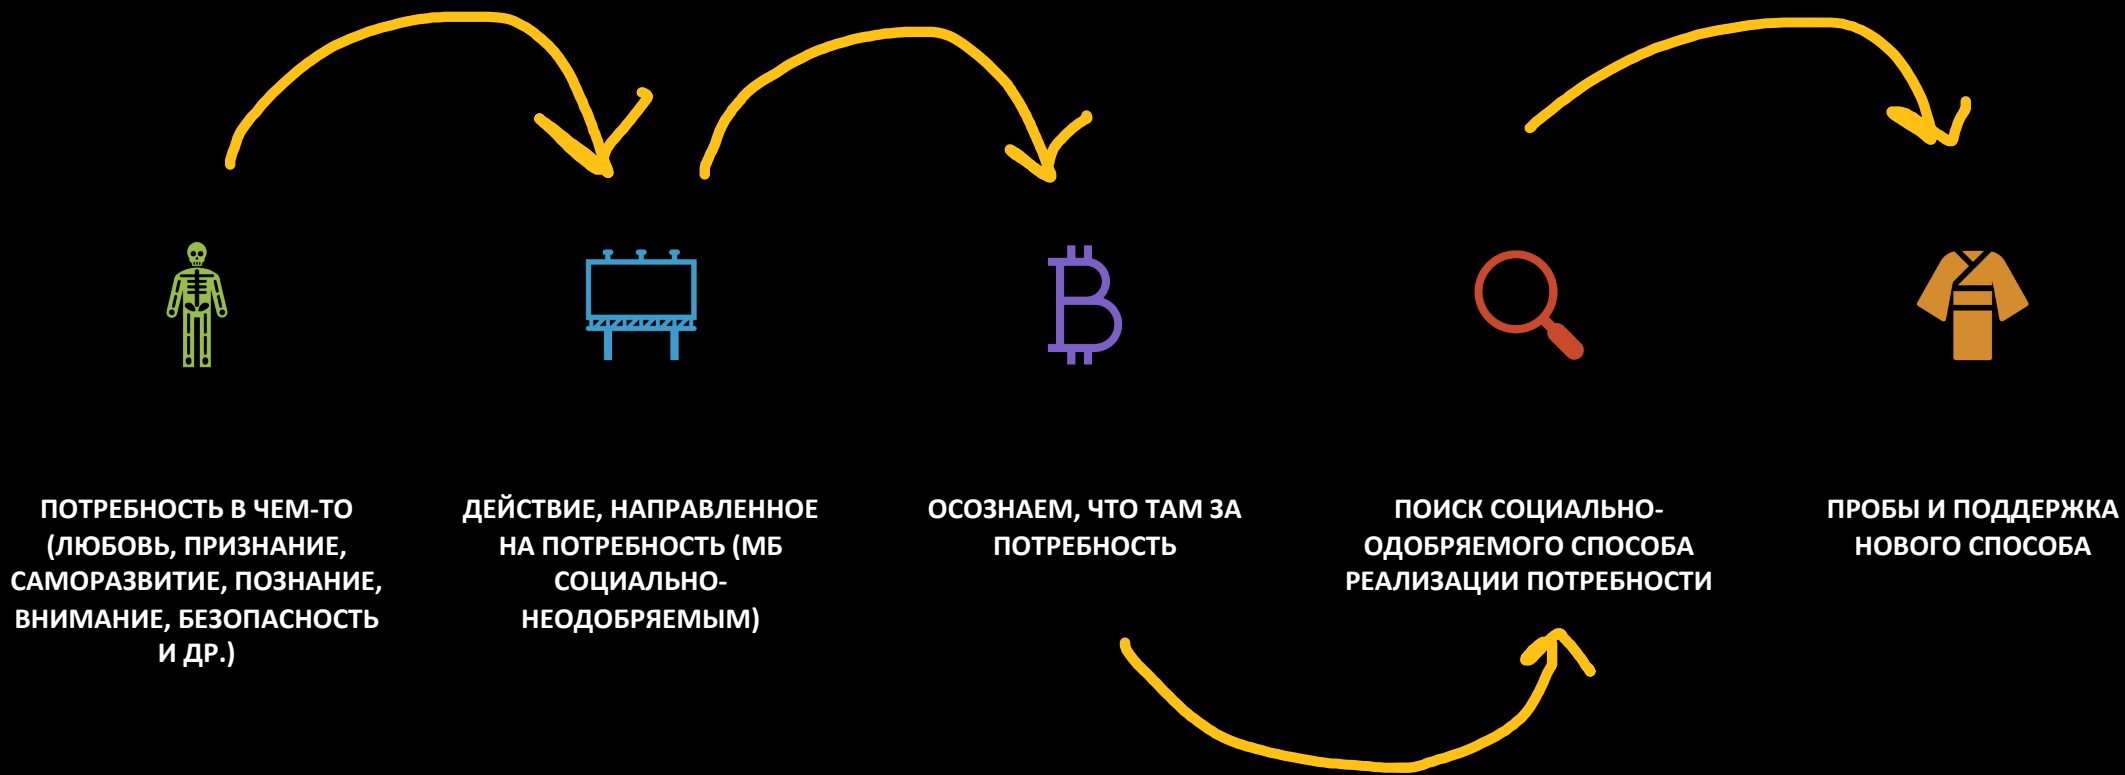 ПОТРЕБНОСТЬ В ЧЕМ-ТО
(ЛЮБОВЬ, ПРИЗНАНИЕ,
САМОРАЗВИТИЕ, ПОЗНАНИЕ,
ВНИМАНИЕ, БЕЗОПАСНОСТЬ
И ДР.)
ДЕЙСТВИЕ, НАПРАВЛЕННОЕ
НА ПОТРЕБНОСТЬ (МБ
СОЦИАЛЬНО-
НЕОДОБРЯЕМЫМ)
ОСОЗНАЕМ, ЧТО ТАМ ЗА
ПОТРЕБНОСТЬ
ПОИСК СОЦИАЛЬНО-
ОДОБРЯЕМОГО СПОСОБА
РЕАЛИЗАЦИИ ПОТРЕБНОСТИ
ПРОБЫ И ПОДДЕРЖКА
НОВОГО СПОСОБА